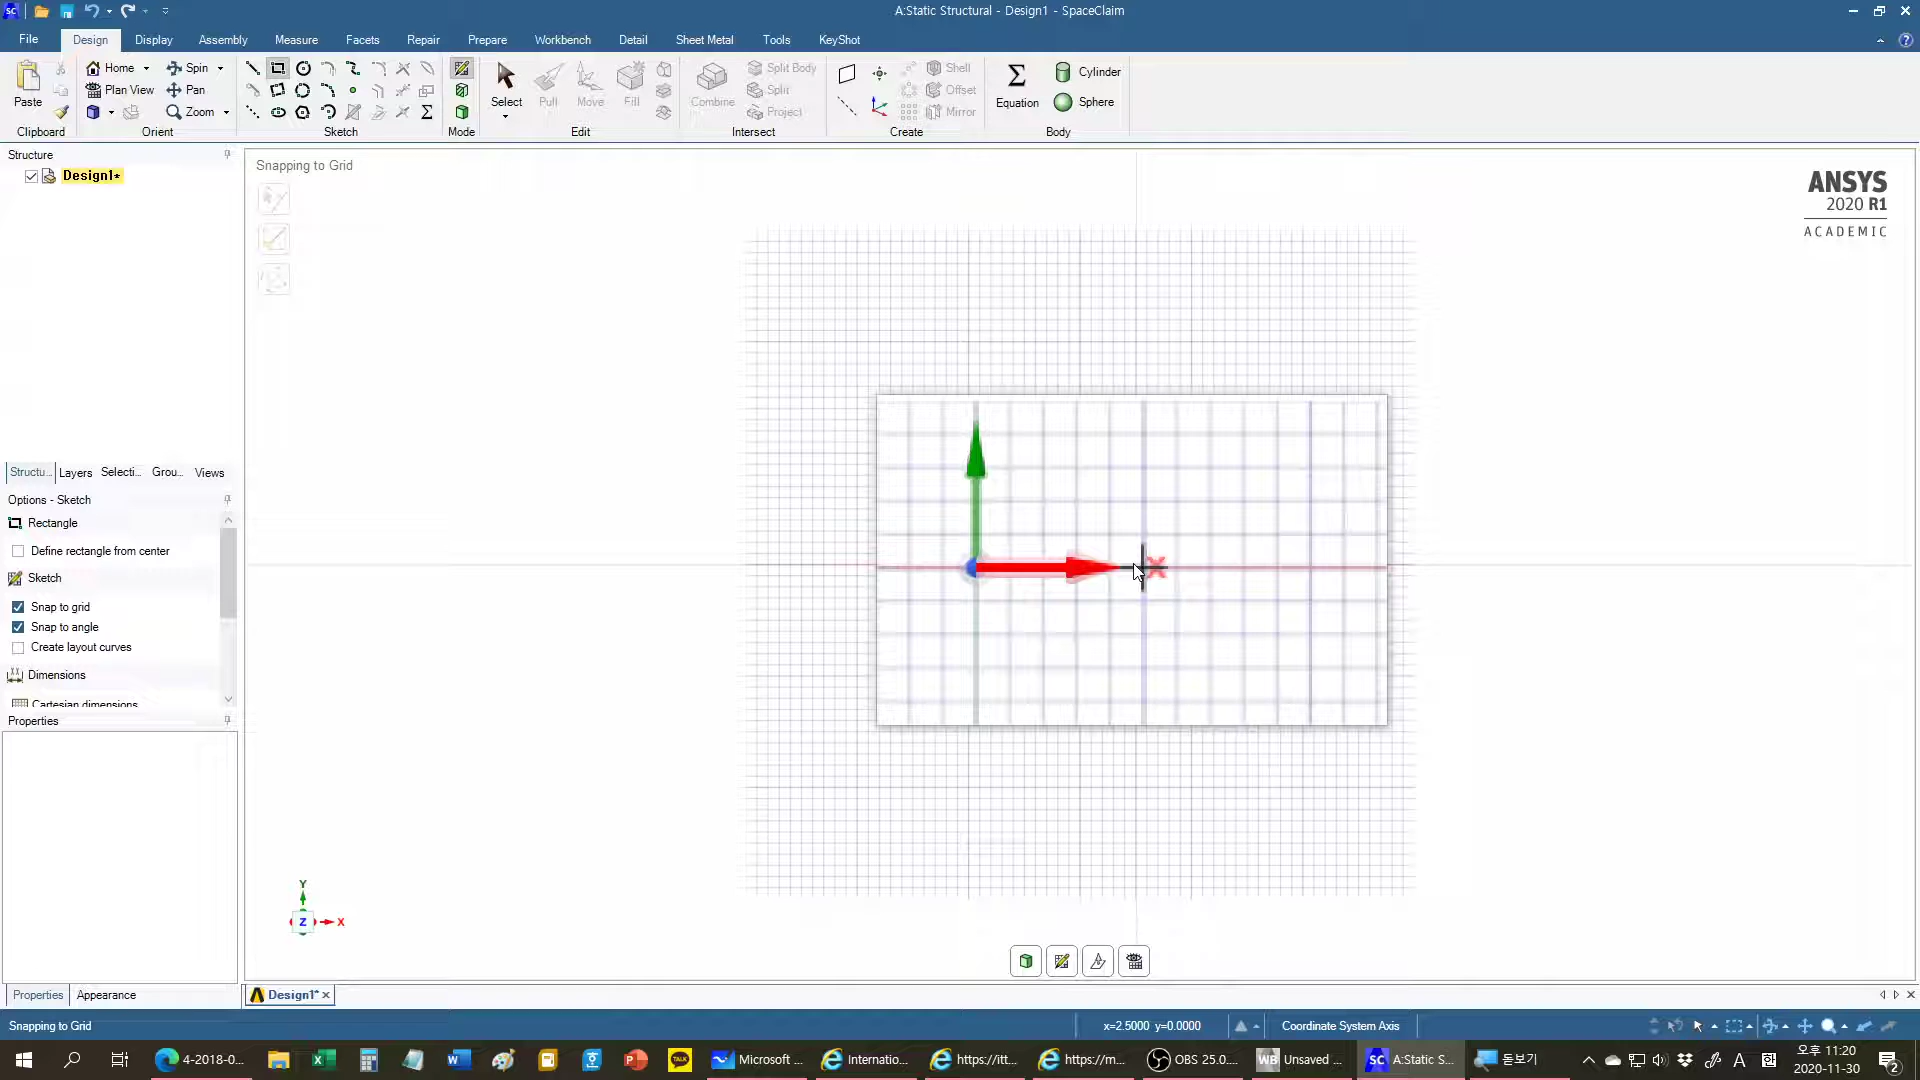 A:Static Structural - Design1 - SpaceClaim
File Design Display Assembly Measure Facets Repair Prepare Workbench Detail Sheet Metal Tools KeyShot
Home Spin Split Body Shell Cylinder
Paste Plan View Pan Select Pull Move Fill Combine Split Offset Equation
Zoom Project Mirror Sphere
Clipboard Orient Sketch Mode Edit Intersect Create Body
Structure
Design1*
Snapping to Grid
ANSYS
2020 R1
ACADEMIC
X
Structu... Layers Selecti... Grou... Views
Options - Sketch
Rectangle
Define rectangle from center
Sketch
Snap to grid
Snap to angle
Create layout curves
Dimensions
Cartesian dimensions
Properties
Y
Z X
Properties Appearance
Design1*
Snapping to Grid x=2.5000 y=0.0000 Coordinate System Axis
4-2018-0... Microsoft ... Internatio... https://itt... https://m... OBS 25.0.... WB Unsaved ... SC A:Static S... 돋보기 A 오후 11:20
2020-11-30 2